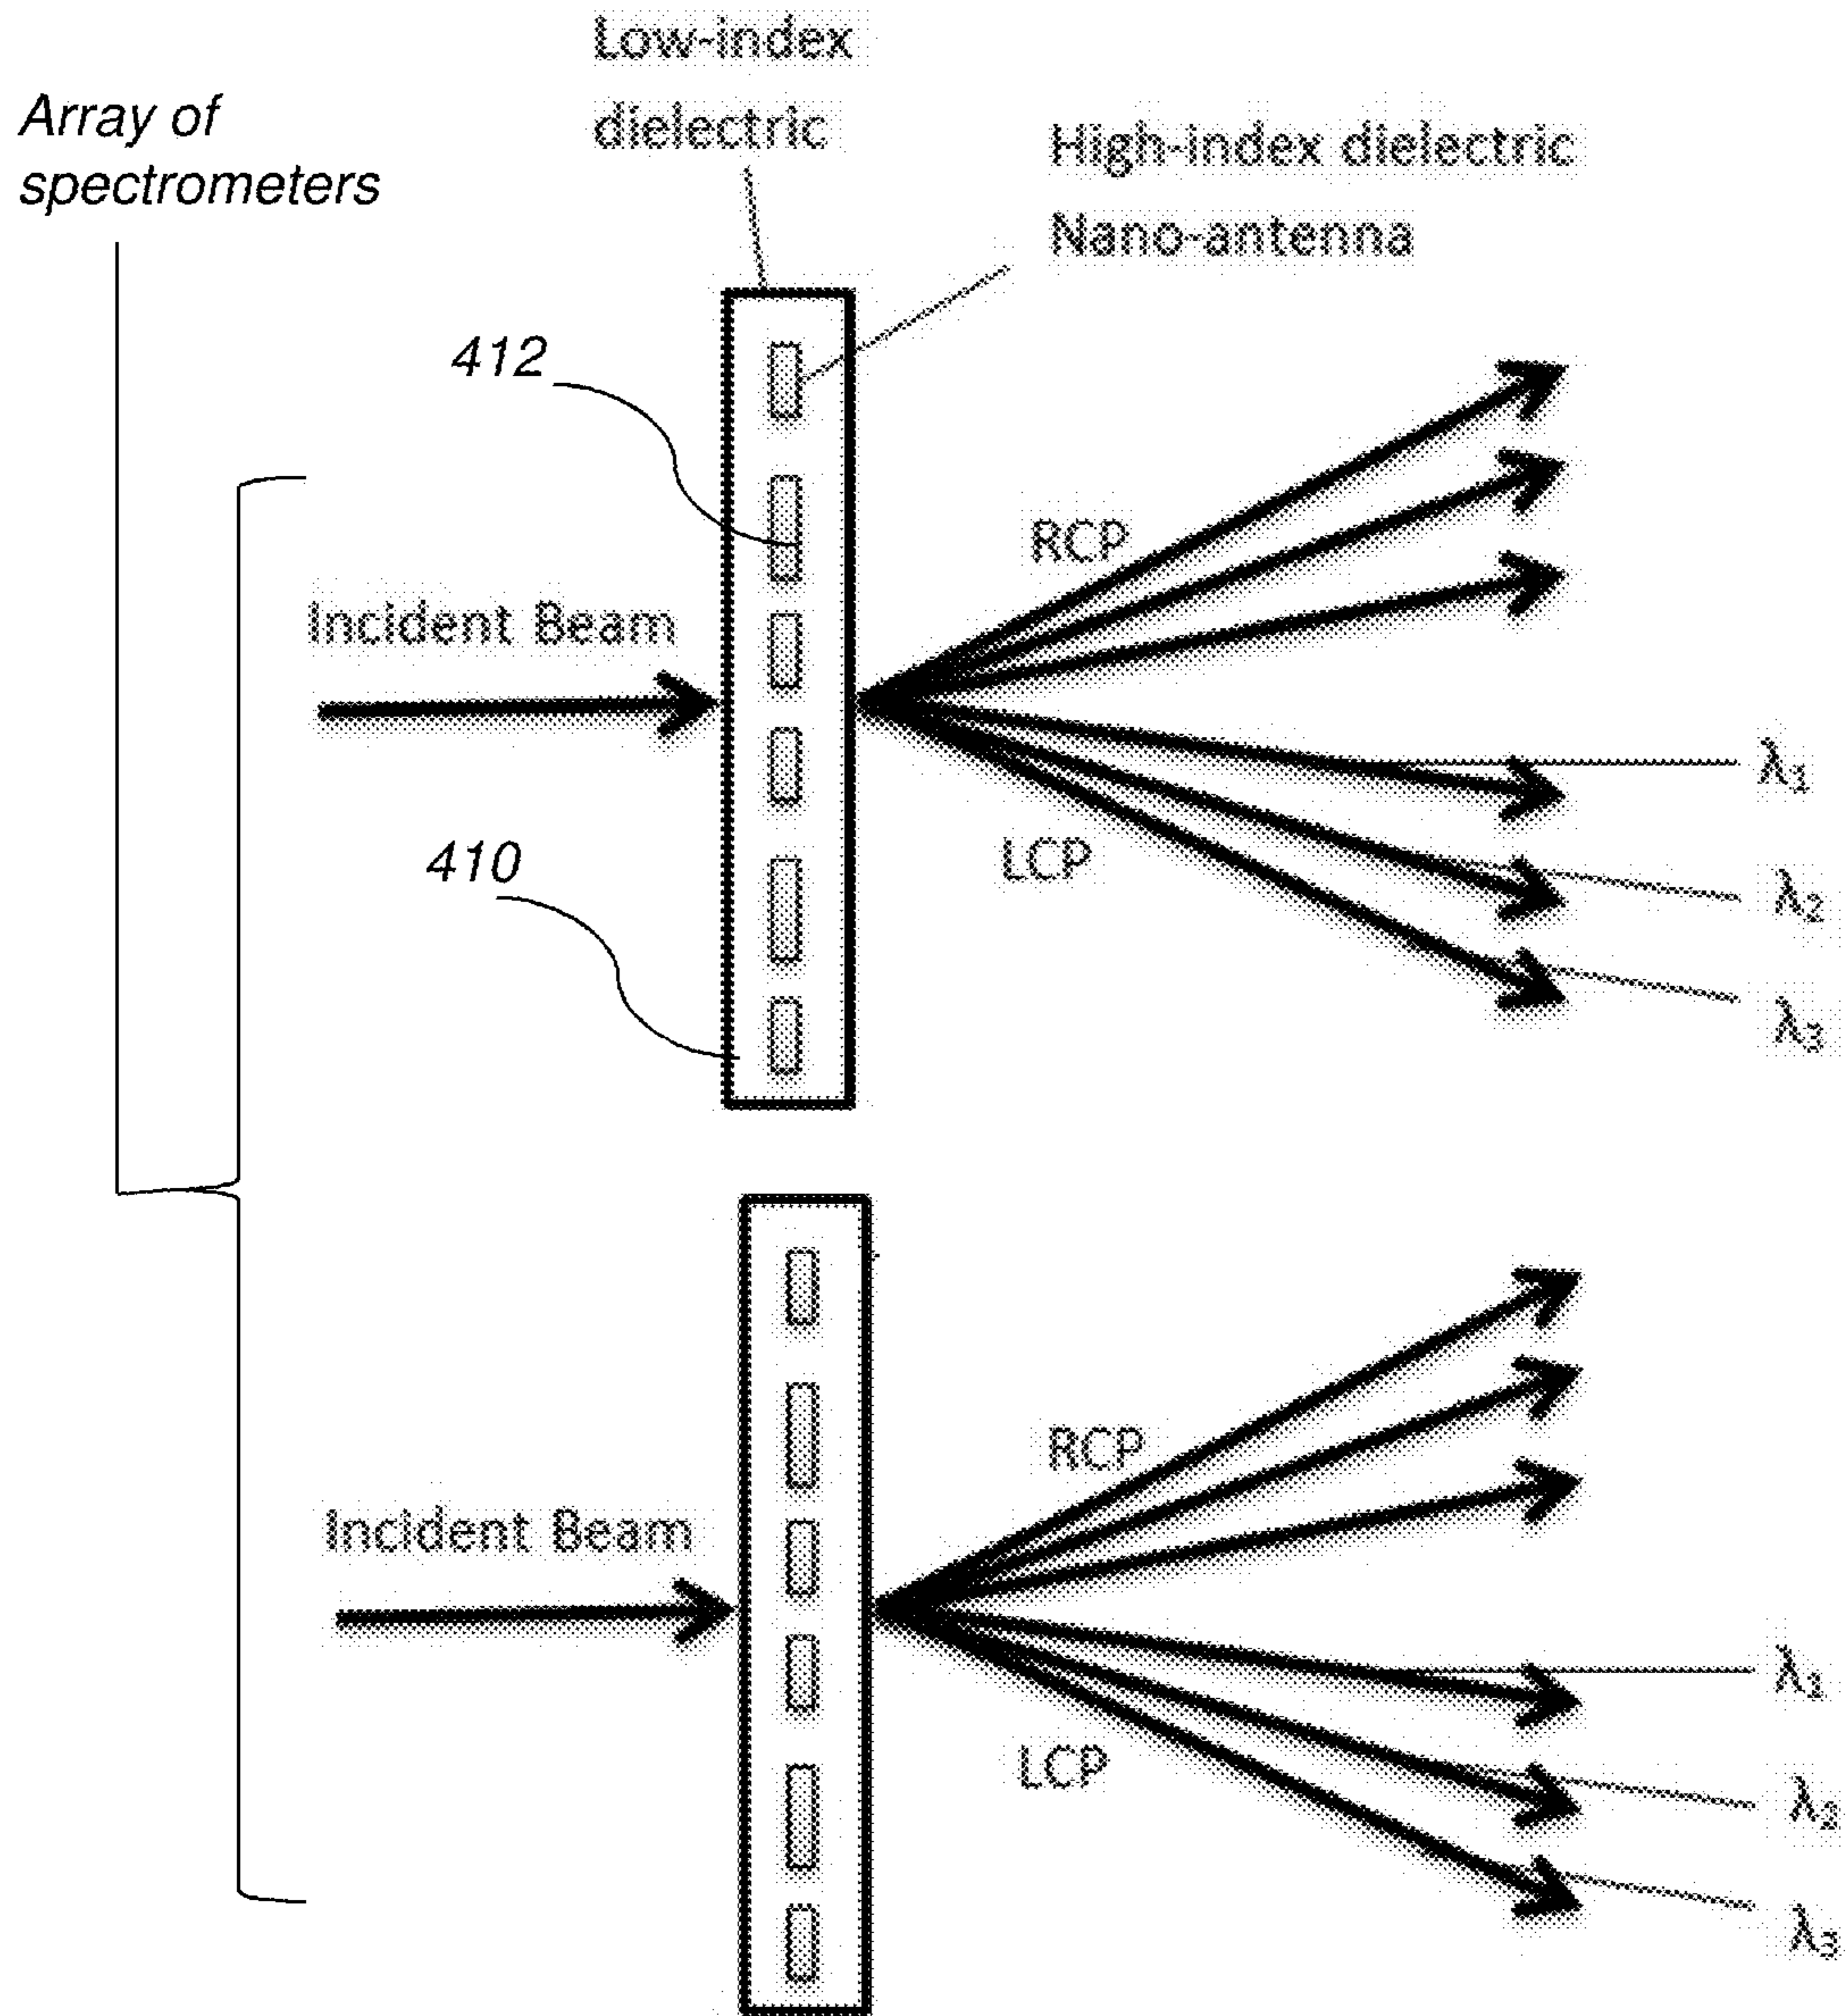 Low-index
dielectric
Array of
spectrometers
High-index dielectric
Nano-antenna
412
RCP
Incident Beam
λ₁
LCP
410
λ₂
λ₃
RCP
Incident Beam
λ₁
LCP
λ₂
λ₃